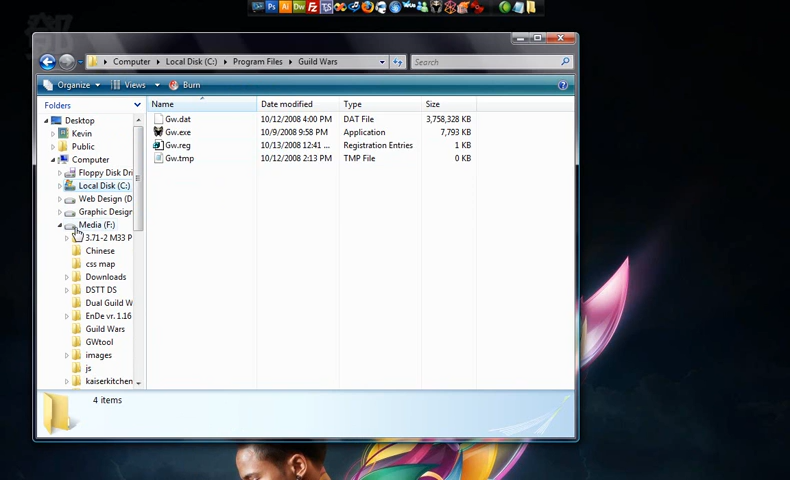 部
Computer Local Disk (C:) Program Files Guild Wars Search
Organize Views Burn
Folders Name Date modified Type Size
Desktop
Kevin
Public
Computer
Floppy Disk Dri
Local Disk (C:)
Web Design (D
Graphic Design
Media (F:)
3.71-2 M33 P
Chinese
css map
Downloads
DSTT DS
Dual Guild W
EnDe vr. 1.16
Guild Wars
GWtool
images
js
kaiserkitchen
Gw.dat 10/12/2008 4:00 PM DAT File 3,758,328 KB
Gw.exe 10/9/2008 9:58 PM Application 7,793 KB
Gw.reg 10/13/2008 12:41 ... Registration Entries 1 KB
Gw.tmp 10/12/2008 2:13 PM TMP File 0 KB
4 items